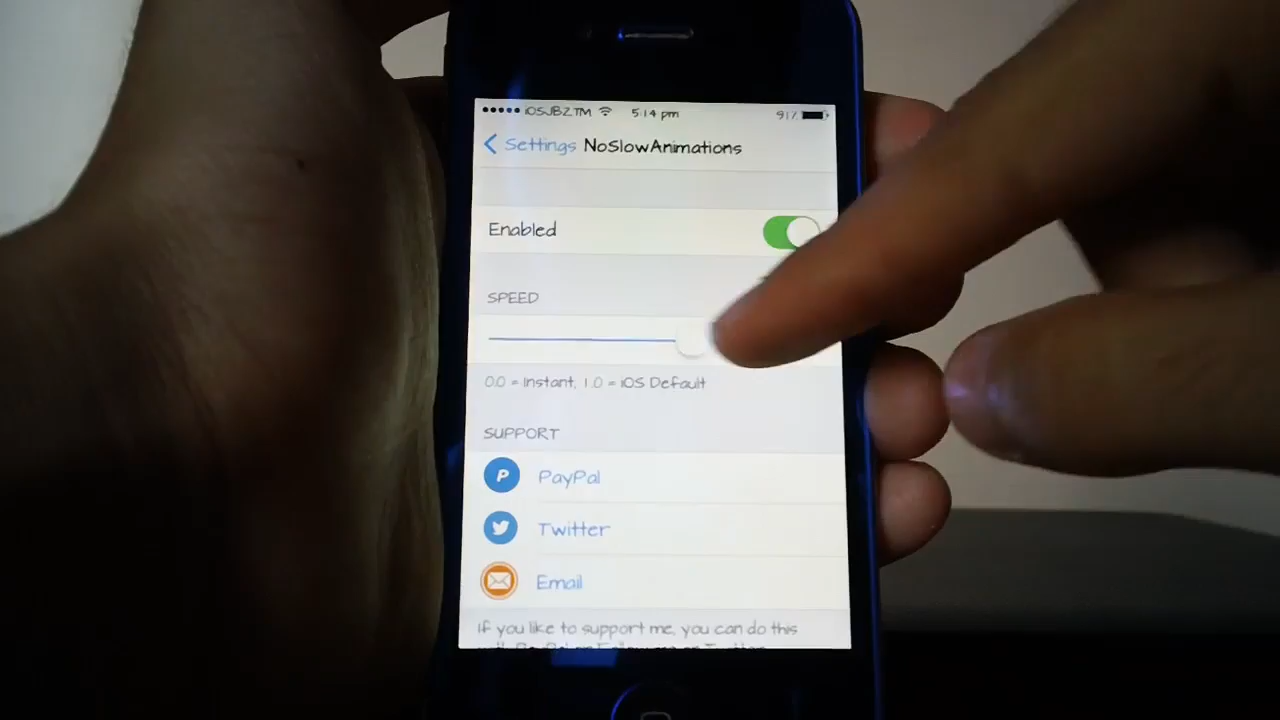 iOSJBZTM 5:14 pm 91%
Settings NoSlowAnimations
Enabled
SPEED
0.0 = Instant, 1.0 = iOS Default
SUPPORT
P PayPal
Twitter
Email
If you like to support me, you can do this